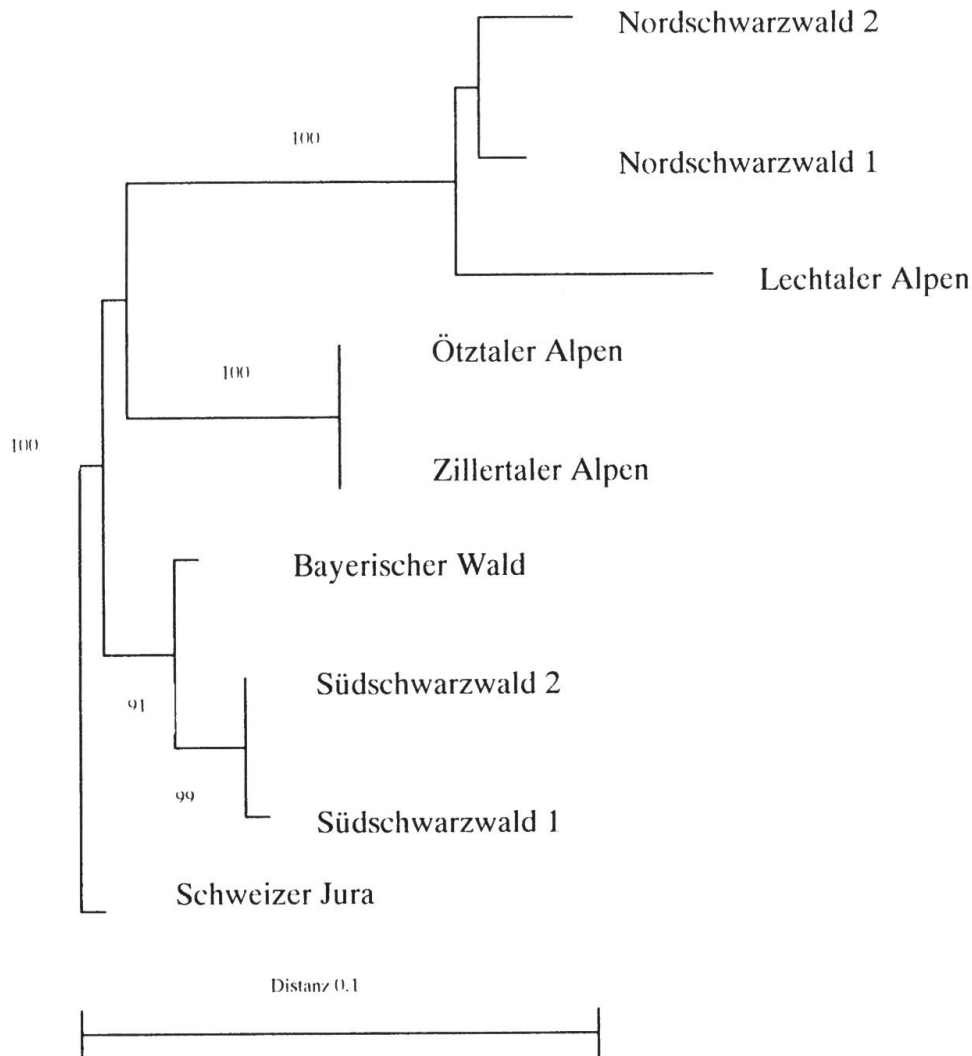 Nordschwarzwald 2
100
Nordschwarzwald 1
Lechtaler Alpen
Ötztaler Alpen
100
100
Zillertaler Alpen
Bayerischer Wald
Südschwarzwald 2
91
99
Südschwarzwald 1
Schweizer Jura
Distanz 0.1